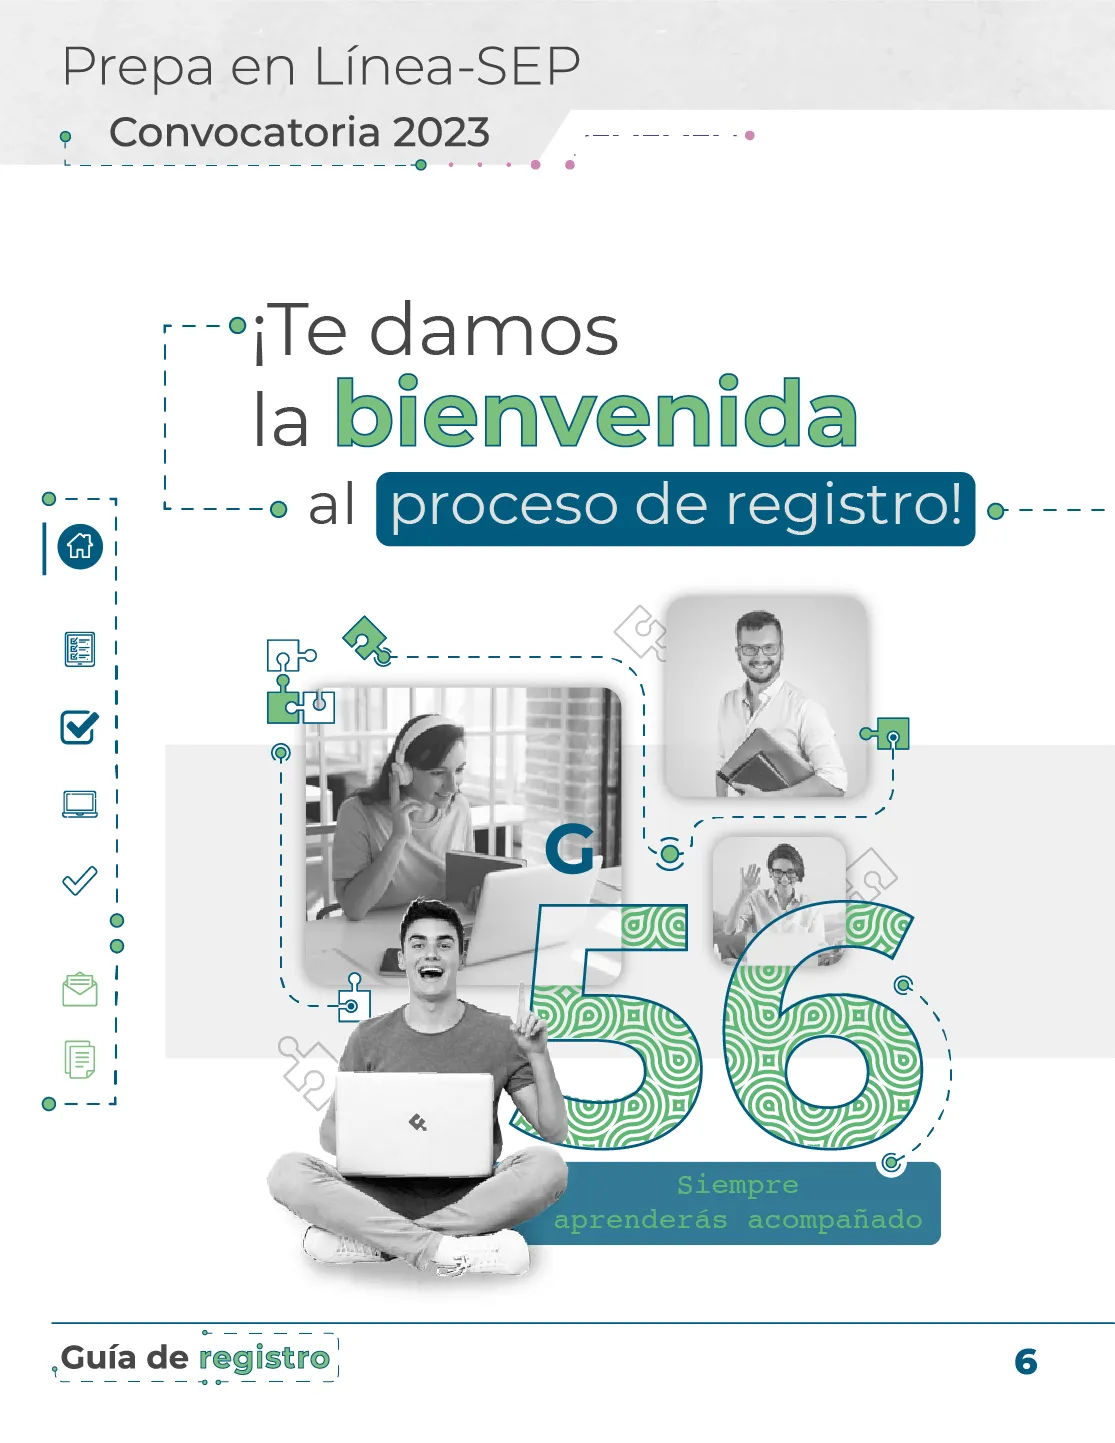 Prepa en Línea-SEP
Convocatoria 2023
¡Te damos
la bienvenida
al proceso de registro!
G
56
Siempre
aprenderás acompañado
Guía de registro
6